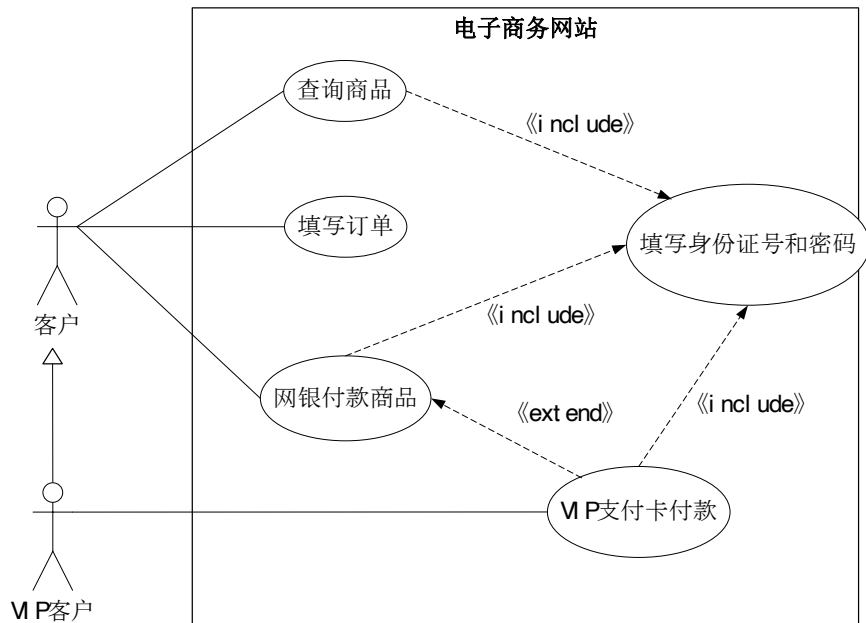 电子商务网站
查询商品
《include》
填写订单
填写身份证号和密码
客户
《include》
网银付款商品
《extend》
《include》
VIP支付卡付款
VIP客户